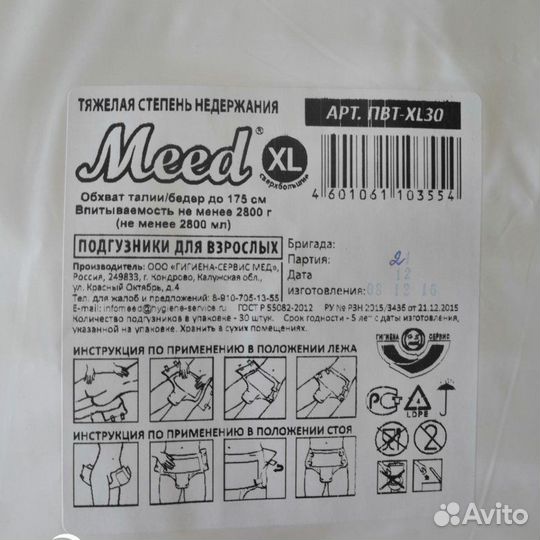 ТЯЖЕЛАЯ СТЕПЕНЬ НЕДЕРЖАНИЯ
АРТ. ПВТ-XL30
Meed®
XL
сверхбольшие
4 601061 103554
Обхват талии/бедер до 175 см
Впитываемость не менее 2800 г
(не менее 2800 мл)
ПОДГУЗНИКИ ДЛЯ ВЗРОСЛЫХ
Бригада:
Партия:
Дата
изготовления:
12
Производитель: ООО «ГИГИЕНА-СЕРВИС МЕД»,
Россия, 249833, г. Кондрово, Калужская обл.,
ул. Красный Октябрь, д.4
Тел. для жалоб и предложений: 8-910-705-13-55
E-mail: infomeed@hygiene-service.ru ГОСТ Р 55082-2012 РУ № РЗН 2015/3436 от 21.12.2015
Количество подгузников в упаковке - 30 штук. Срок годности - 5 лет с даты изготовления,
указанной на упаковке. Хранить в сухих помещениях.
ГИГИЕНА СЕРВИС
ИНСТРУКЦИЯ ПО ПРИМЕНЕНИЮ В ПОЛОЖЕНИИ ЛЕЖА
LDPE
ИНСТРУКЦИЯ ПО ПРИМЕНЕНИЮ В ПОЛОЖЕНИИ СТОЯ
Avito